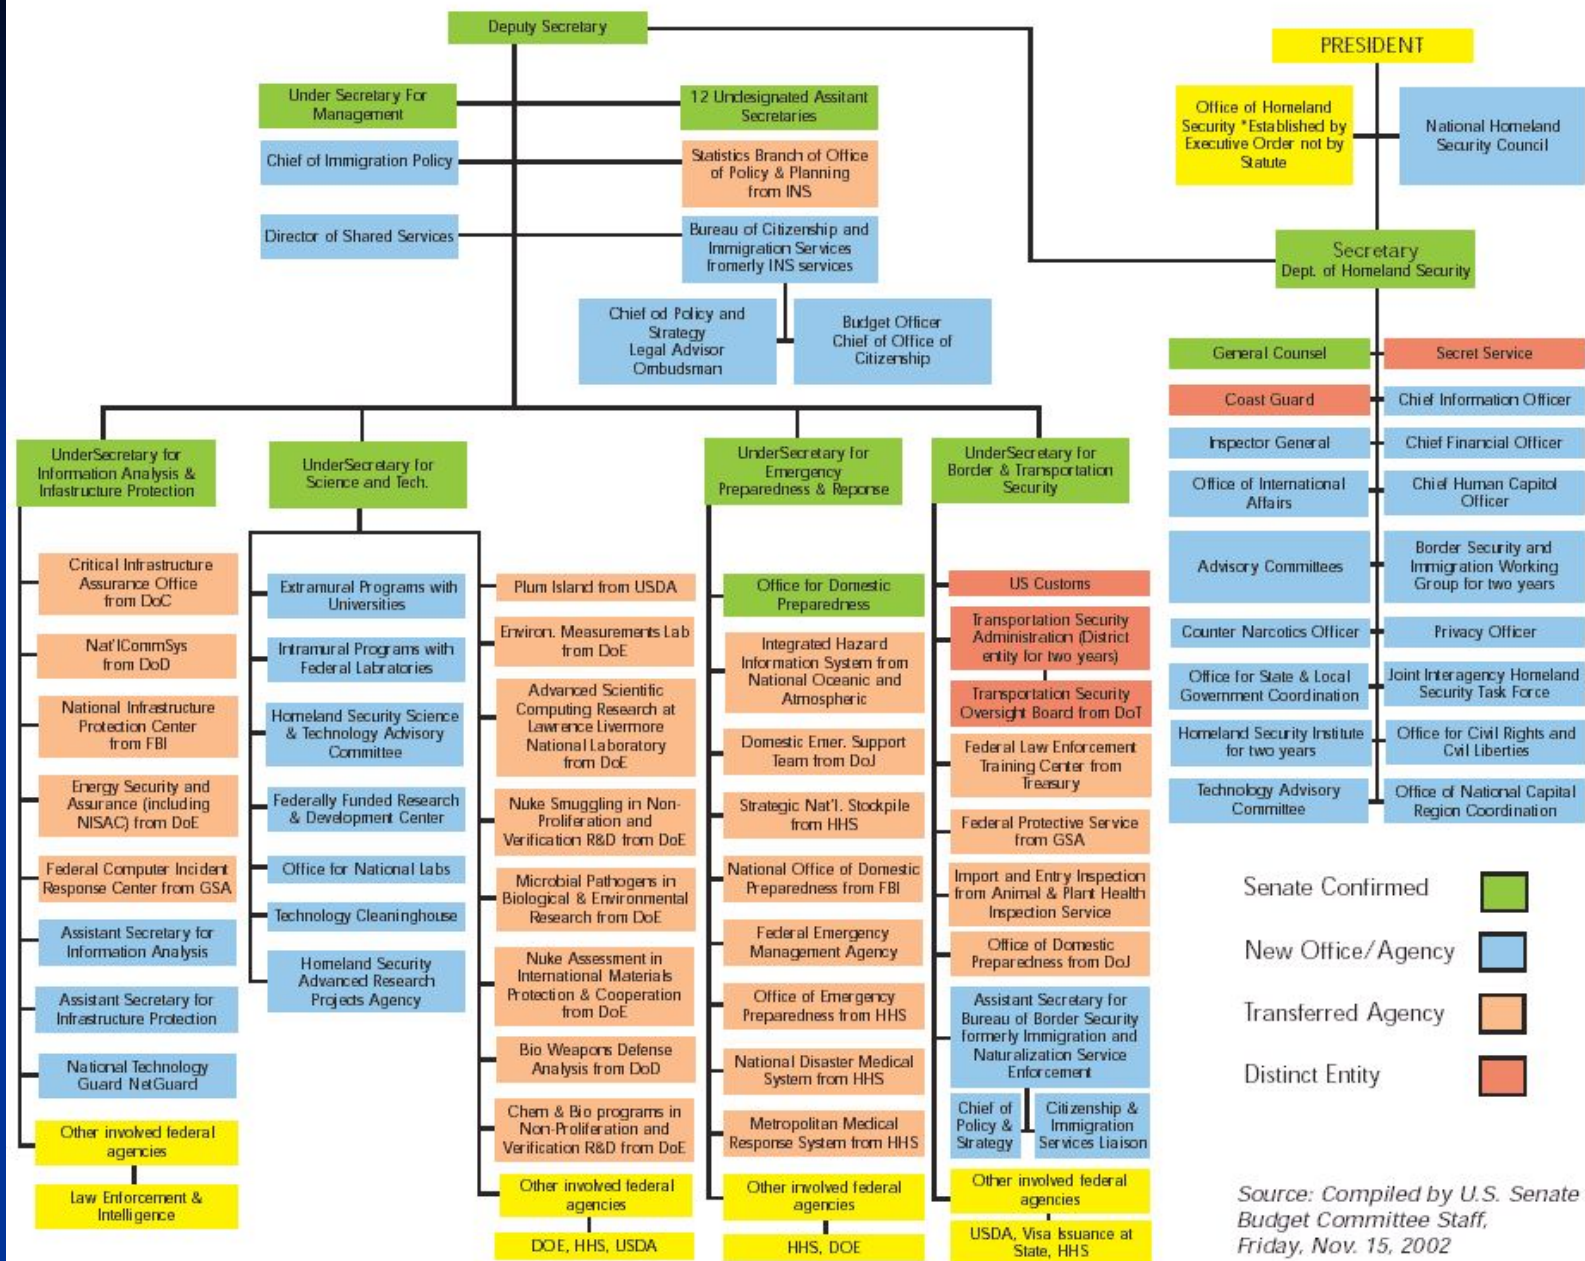 Deputy Secretary
PRESIDENT
Under Secretary For
Management
12 Undesignated Assitant
Secretaries
Office of Homeland
Security *Established by
Executive Order not by
Statute
National Homeland
Security Council
Chief of Immigration Policy
Statistics Branch of Office
of Policy & Planning
from INS
Director of Shared Services
Bureau of Citizenship and
Immigration Services
fromerly INS services
Secretary
Dept. of Homeland Security
Chief od Policy and
Strategy
Legal Advisor
Ombudsman
Budget Officer
Chief of Office of
Citizenship
General Counsel
Secret Service
Coast Guard
Chief Information Officer
Inspector General
Chief Financial Officer
Office of International
Affairs
Chief Human Capitol
Officer
Advisory Committees
Border Security and
Immigration Working
Group for two years
Counter Narcotics Officer
Privacy Officer
Office for State & Local
Government Coordination
Joint Interagency Homeland
Security Task Force
Homeland Security Institute
for two years
Office for Civil Rights and
Cvil Liberties
Technology Advisory
Committee
Office of National Capital
Region Coordination
UnderSecretary for
Information Analysis &
Infastructure Protection
Critical Infrastructure
Assurance Office
from DoC
Nat'lCommSys
from DoD
National Infrastructure
Protection Center
from FBI
Energy Security and
Assurance (including
NISAC) from DoE
Federal Computer Incident
Response Center from GSA
Assistant Secretary for
Information Analysis
Assistant Secretary for
Infrastructure Protection
National Technology
Guard NetGuard
Other involved federal
agencies
Law Enforcement &
Intelligence
UnderSecretary for
Science and Tech.
Extramural Programs with
Universities
Intramural Programs with
Federal Labratories
Homeland Security Science
& Technology Advisory
Committee
Federally Funded Research
& Development Center
Office for National Labs
Technology Cleaninghouse
Homeland Security
Advanced Research
Projects Agency
Plum Island from USDA
Environ. Measurements Lab
from DoE
Advanced Scientific
Computing Research at
Lawrence Livermore
National Laboratory
from DoE
Nuke Smuggling in Non-
Proliferation and
Verification R&D from DoE
Microbial Pathogens in
Biological & Environmental
Research from DoE
Nuke Assessment in
International Materials
Protection & Cooperation
from DoE
Bio Weapons Defense
Analysis from DoD
Chem & Bio programs in
Non-Proliferation and
Verification R&D from DoE
Other involved federal
agencies
DOE, HHS, USDA
UnderSecretary for
Emergency
Preparedness & Reponse
Office for Domestic
Preparedness
Integrated Hazard
Information System from
National Oceanic and
Atmospheric
Domestic Emer. Support
Team from DoJ
Strategic Nat'l. Stockpile
from HHS
National Office of Domestic
Preparedness from FBI
Federal Emergency
Management Agency
Office of Emergency
Preparedness from HHS
National Disaster Medical
System from HHS
Metropolitan Medical
Response System from HHS
Other involved federal
agencies
HHS, DOE
UnderSecretary for
Border & Transportation
Security
US Customs
Transportation Security
Administration (District
entity for two years)
Transportation Security
Oversight Board from DoT
Federal Law Enforcement
Training Center from
Treasury
Federal Protective Service
from GSA
Import and Entry Inspection
from Animal & Plant Health
Inspection Service
Office of Domestic
Preparedness from DoJ
Assistant Secretary for
Bureau of Border Security
formerly Immigration and
Naturalization Service
Enforcement
Chief of
Policy &
Strategy
Citizenship &
Immigration
Services Liaison
Other involved federal
agencies
USDA, Visa Issuance at
State, HHS
Senate Confirmed
New Office/Agency
Transferred Agency
Distinct Entity
Source: Compiled by U.S. Senate
Budget Committee Staff,
Friday, Nov. 15, 2002